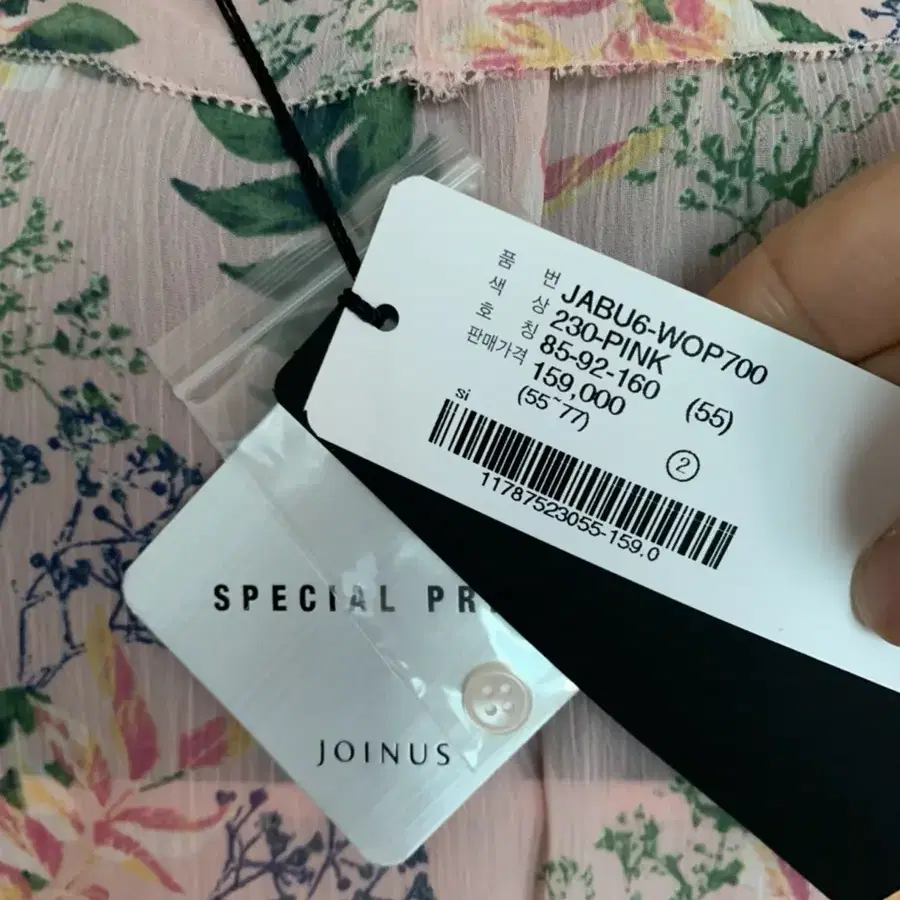 품 번 JABU6-WOP700
색 상 230-PINK
호 칭 85-92-160 (55)
판매가격 159,000
(55~77)
si
②
11787523055-159.0
SPECIAL
JOINUS